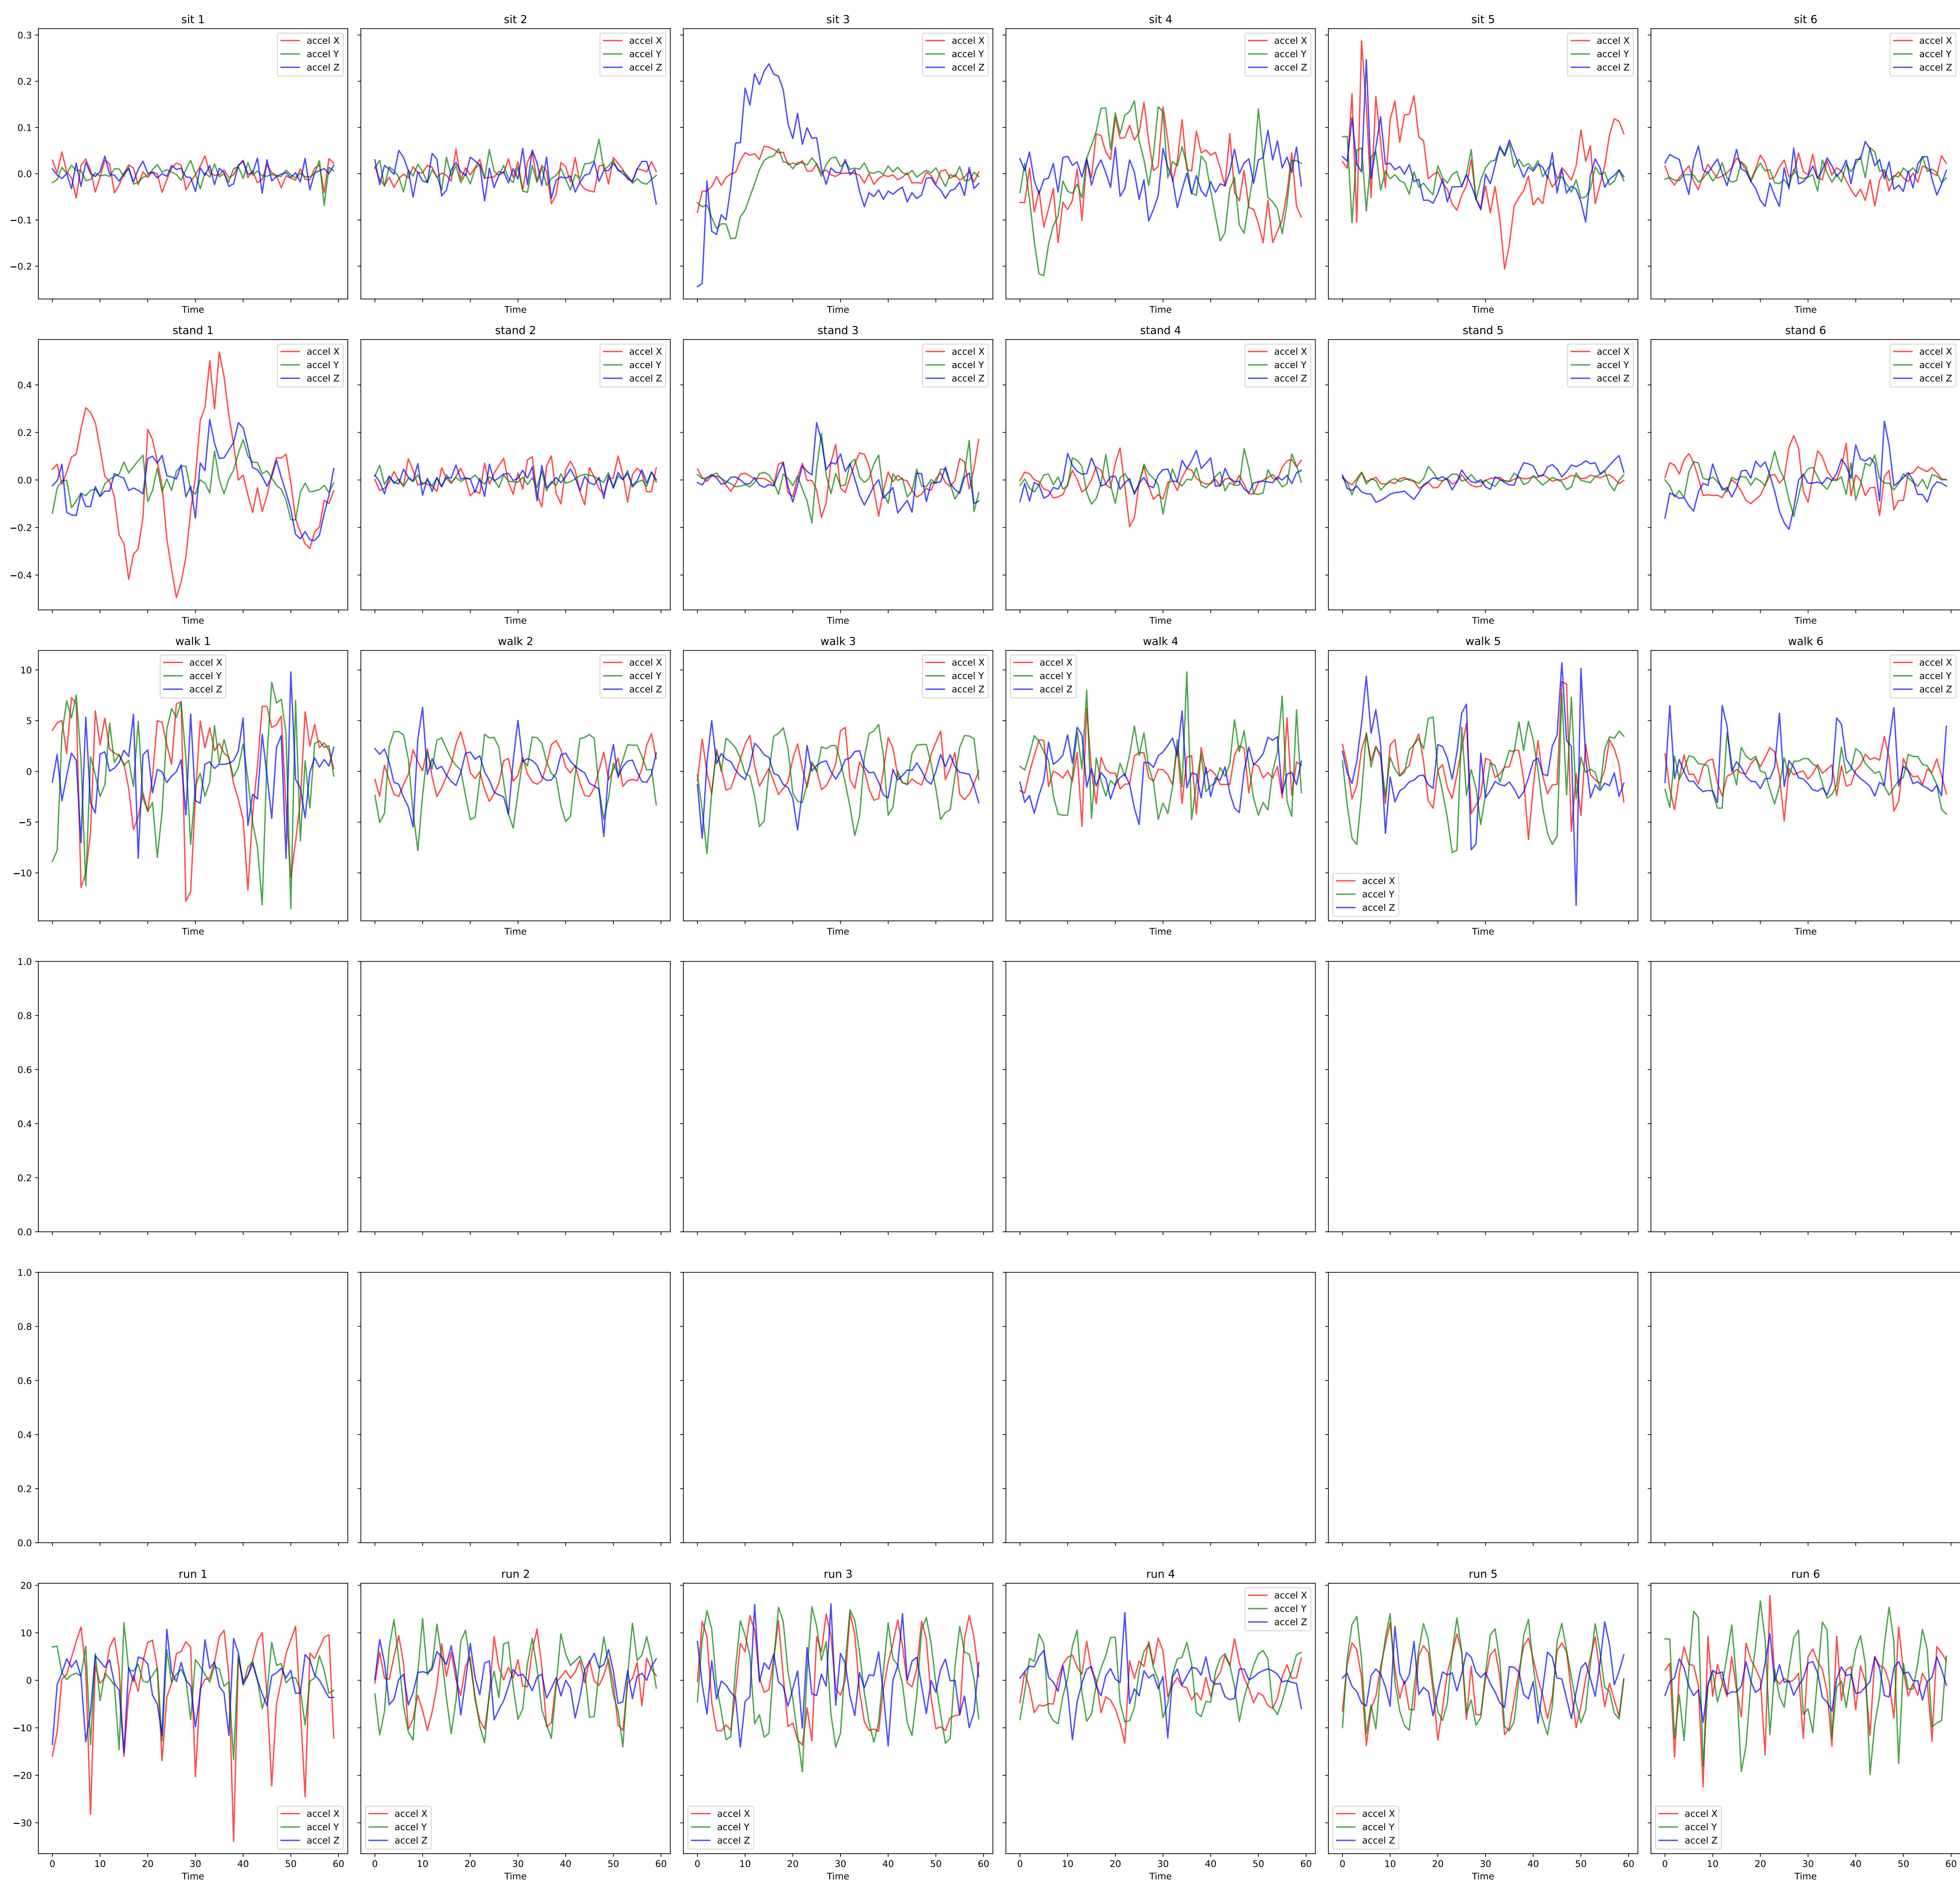 sit 1 sit 2 sit 3 sit 4 sit 5 sit 6
0.3
0.2
0.1
0.0
−0.1
−0.2
accel X accel X accel X accel X accel X accel X
accel Y accel Y accel Y accel Y accel Y accel Y
accel Z accel Z accel Z accel Z accel Z accel Z
Time Time Time Time Time Time
stand 1 stand 2 stand 3 stand 4 stand 5 stand 6
0.4
0.2
0.0
−0.2
−0.4
accel X accel X accel X accel X accel X accel X
accel Y accel Y accel Y accel Y accel Y accel Y
accel Z accel Z accel Z accel Z accel Z accel Z
Time Time Time Time Time Time
walk 1 walk 2 walk 3 walk 4 walk 5 walk 6
10
5
0
−5
−10
accel X accel X accel X accel X accel X accel X
accel Y accel Y accel Y accel Y accel Y accel Y
accel Z accel Z accel Z accel Z accel Z accel Z
Time Time Time Time Time Time
1.0
0.8
0.6
0.4
0.2
0.0
1.0
0.8
0.6
0.4
0.2
0.0
run 1 run 2 run 3 run 4 run 5 run 6
20
10
0
−10
−20
−30
accel X accel X accel X accel X accel X accel X
accel Y accel Y accel Y accel Y accel Y accel Y
accel Z accel Z accel Z accel Z accel Z accel Z
0 10 20 30 40 50 60 0 10 20 30 40 50 60 0 10 20 30 40 50 60 0 10 20 30 40 50 60 0 10 20 30 40 50 60 0 10 20 30 40 50 60
Time Time Time Time Time Time